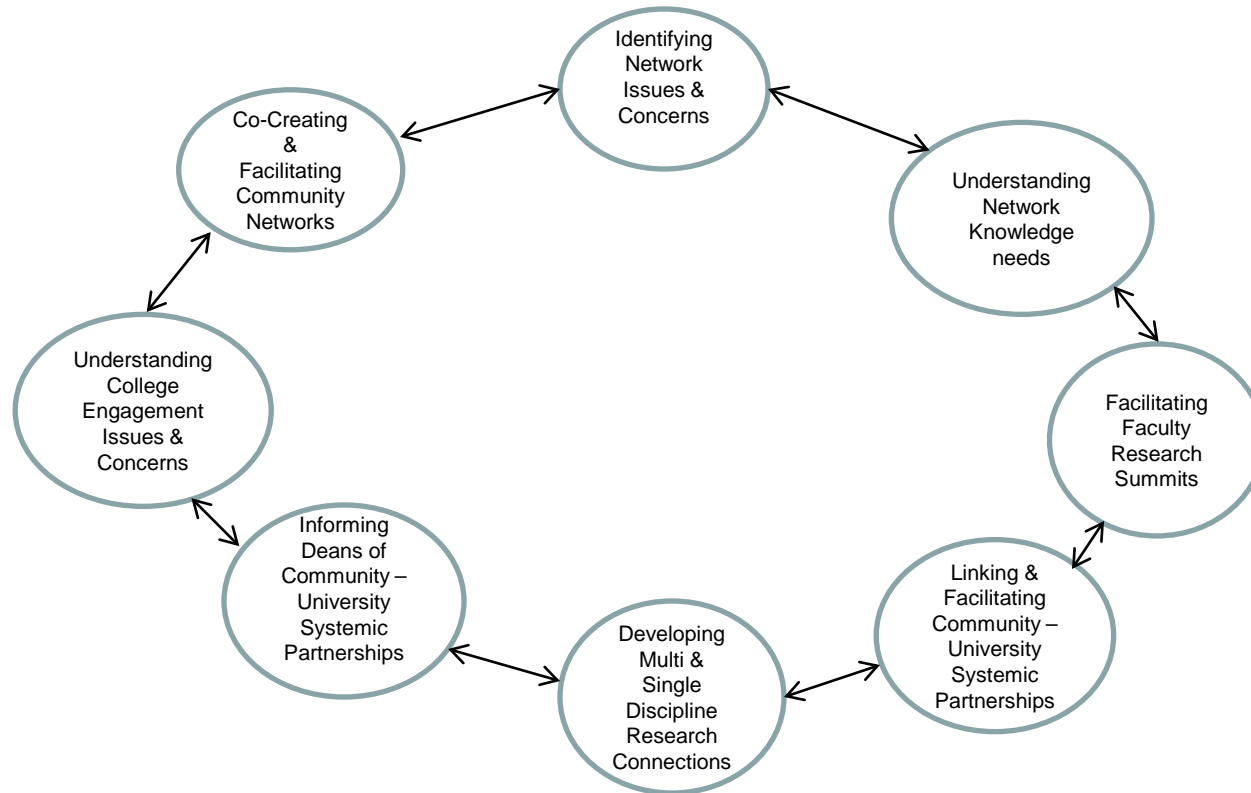 Identifying
Network
Issues &
Concerns
Co-Creating
&
Facilitating
Community
Networks
Understanding
Network
Knowledge
needs
Understanding
College
Engagement
Issues &
Concerns
Facilitating
Faculty
Research
Summits
Informing
Deans of
Community –
University
Systemic
Partnerships
Linking &
Facilitating
Community –
University
Systemic
Partnerships
Developing
Multi &
Single
Discipline
Research
Connections